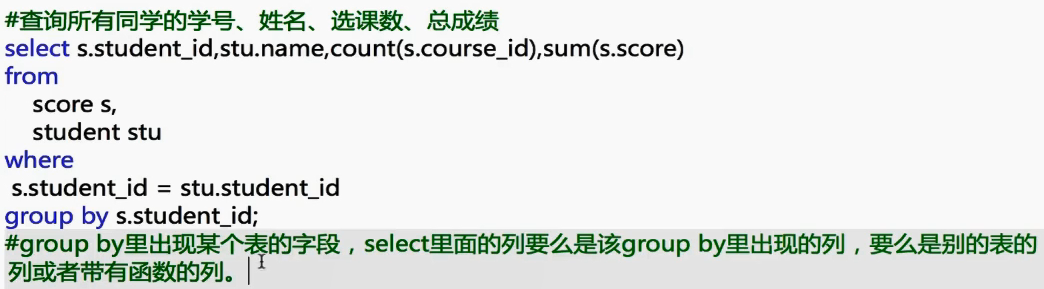 #查询所有同学的学号、姓名、选课数、总成绩
select s.student_id,stu.name,count(s.course_id),sum(s.score)
from
score s,
student stu
where
s.student_id = stu.student_id
group by s.student_id;
#group by里出现某个表的字段，select里面的列要么是该group by里出现的列，要么是别的表的
列或者带有函数的列。